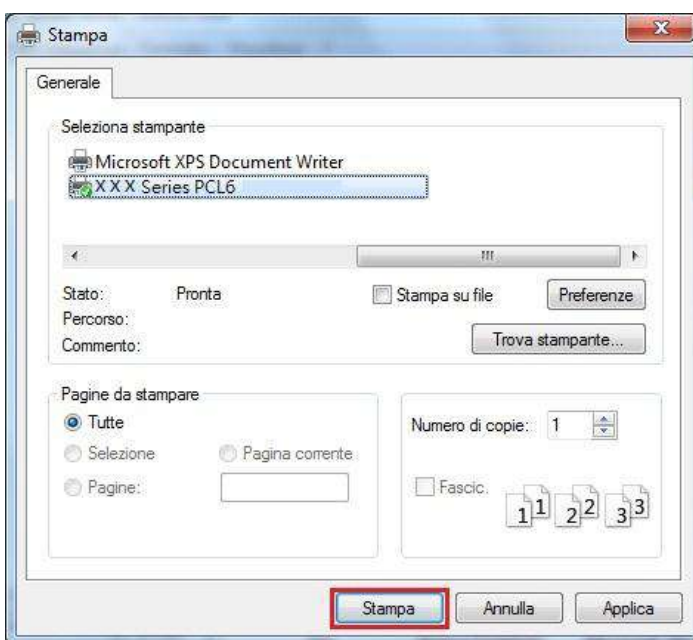 Stampa
Generale
Seleziona stampante
Microsoft XPS Document Writer
X X X Series PCL6
Stato: Pronta
Stampa su file
Preferenze
Percorso:
Commento:
Trova stampante...
Pagine da stampare
Tutte
Selezione
Pagina corrente
Pagine:
Numero di copie: 1
Fascic.
1 1 2 2 3 3
Stampa
Annulla
Applica